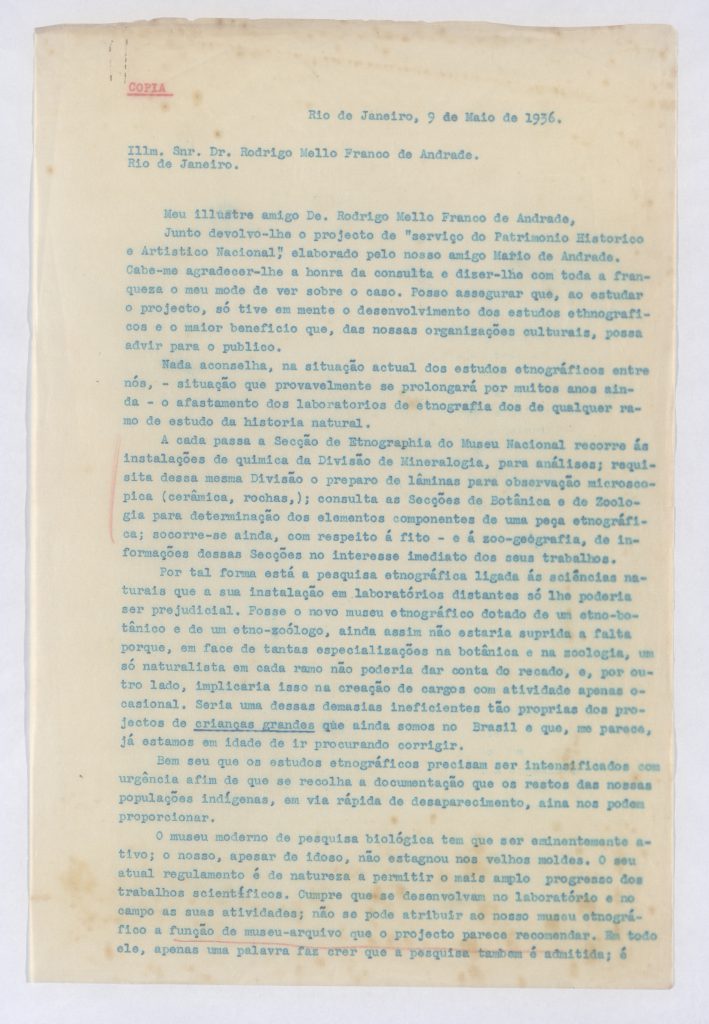 COPIA
Rio de Janeiro, 9 de Maio de 1936.
Illm. Snr. Dr. Rodrigo Mello Franco de Andrade.
Rio de Janeiro.
Meu illustre amigo De. Rodrigo Mello Franco de Andrade,
Junto devolvo-lhe o projecto de "serviço do Patrimonio Historico
e Artistico Nacional", elaborado pelo nosso amigo Mario de Andrade.
Cabe-me agradecer-lhe a honra da consulta e dizer-lhe com toda a fran-
queza o meu mode de ver sobre o caso. Posso assegurar que, ao estudar
o projecto, só tive em mente o desenvolvimento dos estudos ethnografi-
cos e o maior beneficio que, das nossas organizações culturais, possa
advir para o publico.
Nada aconselha, na situação actual dos estudos etnográficos entre
nós, - situação que provavelmente se prolongará por muitos anos ain-
da - o afastamento dos laboratorios de etnografia dos de qualquer ra-
mo de estudo da historia natural.
A cada passa a Secção de Etnographia do Museu Nacional recorre ás
instalações de quimica da Divisão de Mineralogia, para análises; requi-
sita dessa mesma Divisão o preparo de lâminas para observação microsco-
pica (cerâmica, rochas,); consulta as Secções de Botânica e de Zoolo-
gia para determinação dos elementos componentes de uma peça etnográfi-
ca; socorre-se ainda, com respeito á fito - e á zoo-geografia, de in-
formações dessas Secções no interesse imediato dos seus trabalhos.
Por tal forma está a pesquisa etnográfica ligada ás sciências na-
turais que a sua instalação em laboratórios distantes só lhe poderia
ser prejudicial. Fosse o novo museu etnográfico dotado de um etno-bo-
tânico e de um etno-zoólogo, ainda assim não estaria suprida a falta
porque, em face de tantas especializações na botânica e na zoologia, um
só naturalista em cada ramo não poderia dar conta do recado, e, por ou-
tro lado, implicaria isso na creação de cargos com atividade apenas o-
casional. Seria uma dessas demasias ineficientes tão proprias dos pro-
jectos de crianças grandes que ainda somos no Brasil e que, me parece,
já estamos em idade de ir procurando corrigir.
Bem seu que os estudos etnográficos precisam ser intensificados com
urgência afim de que se recolha a documentação que os restos das nossas
populações indígenas, em via rápida de desaparecimento, aina nos podem
proporcionar.
O museu moderno de pesquisa biológica tem que ser eminentemente a-
tivo; o nosso, apesar de idoso, não estagnou nos velhos moldes. O seu
atual regulamento é de natureza a permitir o mais amplo progresso dos
trabalhos scientíficos. Cumpre que se desenvolvam no laboratório e no
campo as suas atividades; não se pode atribuir ao nosso museu etnográ-
fico a função de museu-arquivo que o projecto parece recomendar. Em todo
ele, apenas uma palavra faz crer que a pesquisa tambem é admitida; é